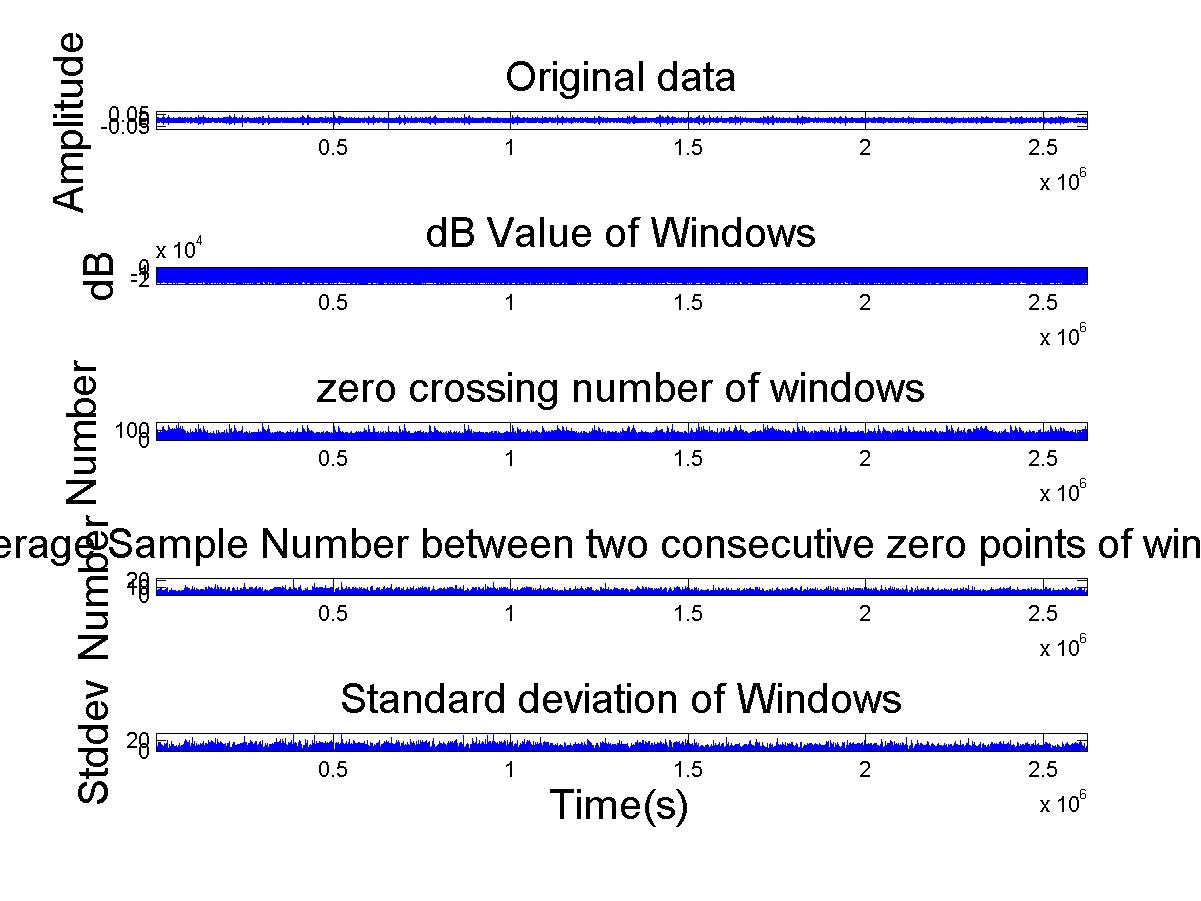 Original data
Amplitude
0.05
-0.05
0.5 1 1.5 2 2.5
x 10^6
dB Value of Windows
x 10^4
dB
0
-2
0.5 1 1.5 2 2.5
x 10^6
zero crossing number of windows
Number
100
0
0.5 1 1.5 2 2.5
x 10^6
erage Sample Number between two consecutive zero points of win
Number
20
10
0
0.5 1 1.5 2 2.5
x 10^6
Standard deviation of Windows
Stddev
20
0
0.5 1 1.5 2 2.5
x 10^6
Time(s)